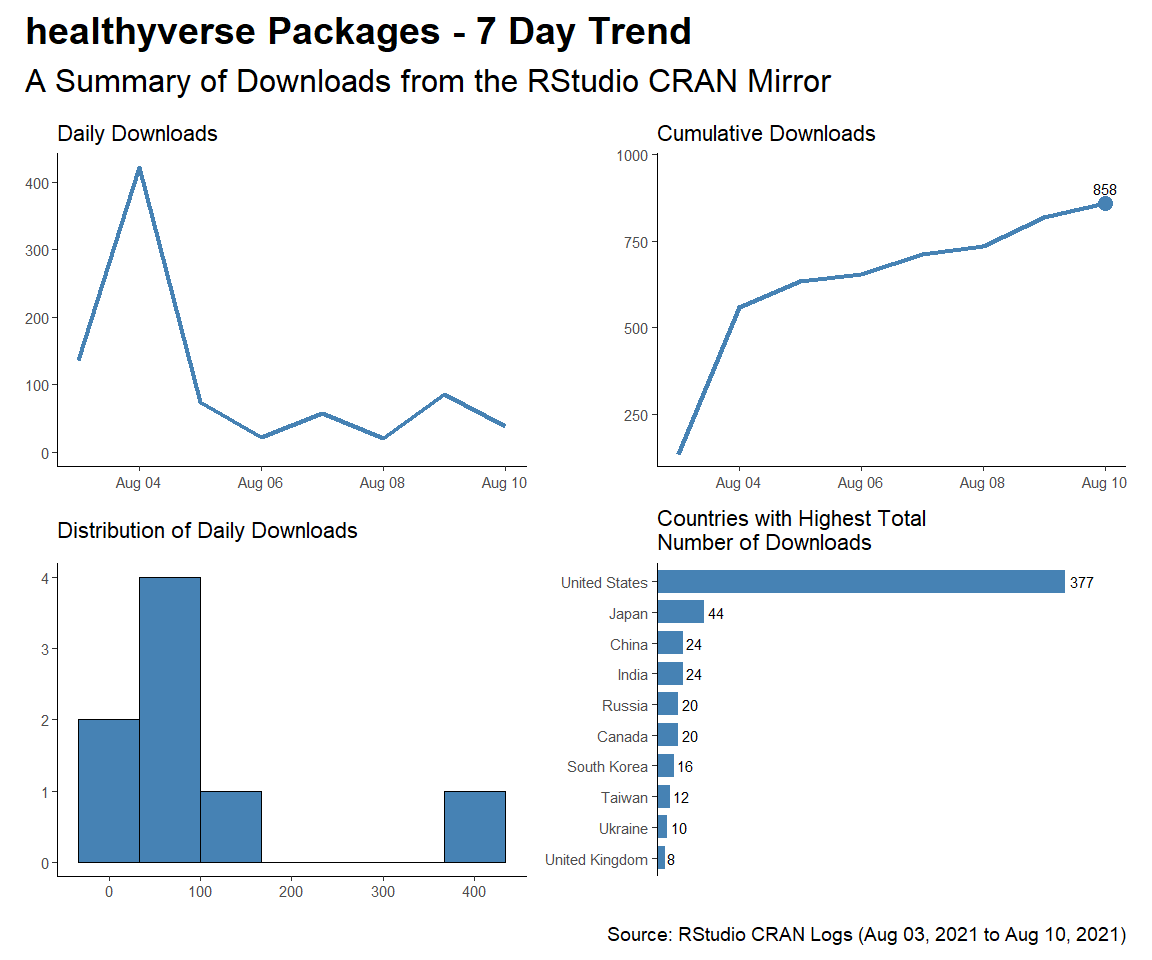 healthyverse Packages - 7 Day Trend
A Summary of Downloads from the RStudio CRAN Mirror
Daily Downloads
400
300
200
100
0
Aug 04
Aug 06
Aug 08
Aug 10
Cumulative Downloads
1000
750
500
250
858
Aug 04
Aug 06
Aug 08
Aug 10
Distribution of Daily Downloads
4
3
2
1
0
0
100
200
300
400
Countries with Highest Total
Number of Downloads
United States 377
Japan 44
China 24
India 24
Russia 20
Canada 20
South Korea 16
Taiwan 12
Ukraine 10
United Kingdom 8
Source: RStudio CRAN Logs (Aug 03, 2021 to Aug 10, 2021)